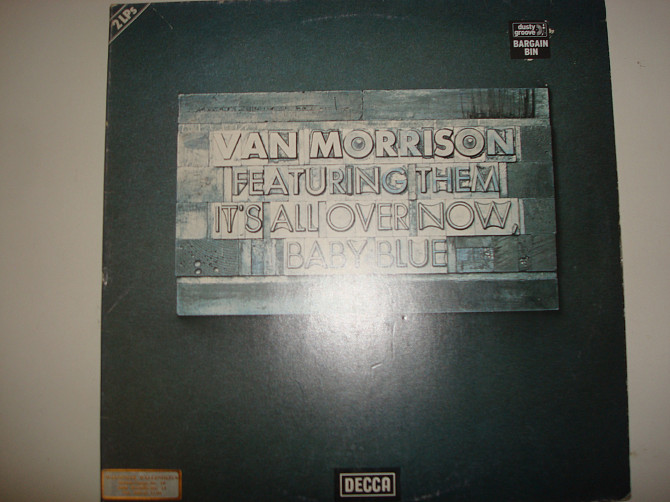 2 LPs
dusty
groove
BARGAIN
BIN
VAN MORRISON
FEATURING THEM
IT'S ALL OVER NOW,
BABY BLUE
DECCA